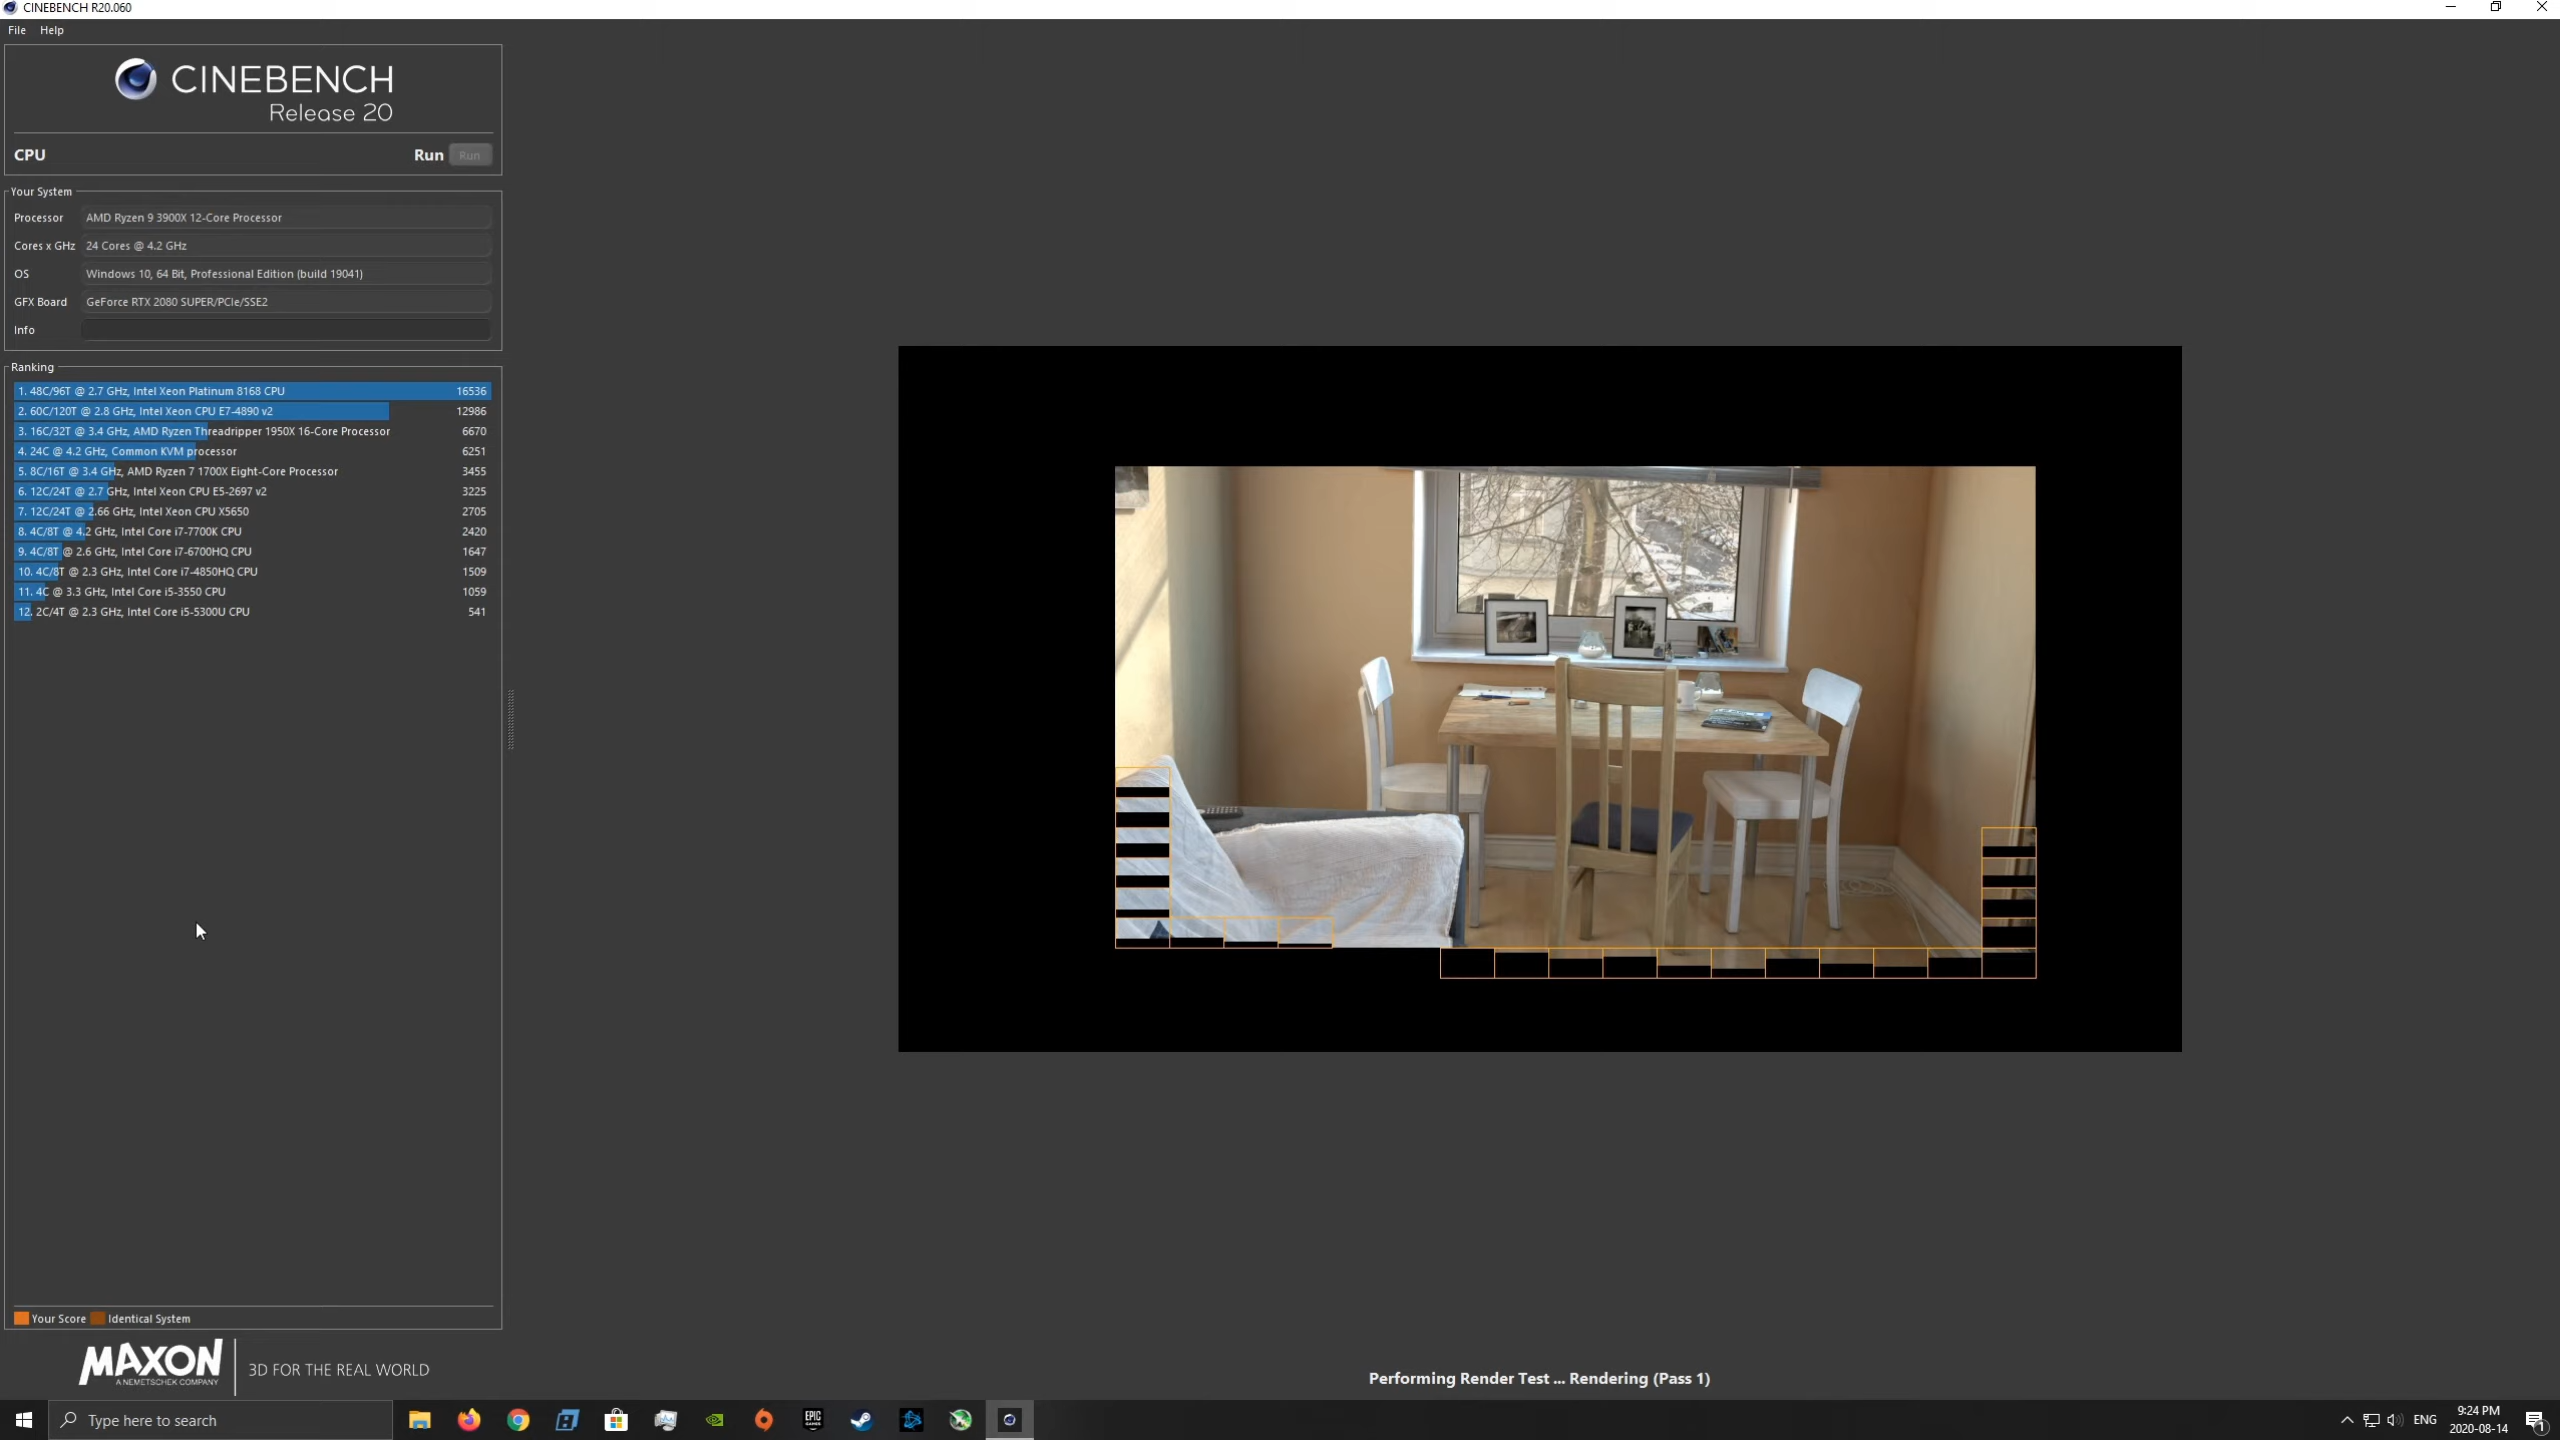 CINEBENCH R20.060
File Help
CINEBENCH
Release 20
CPU Run Run
Your System
Processor AMD Ryzen 9 3900X 12-Core Processor
Cores x GHz 24 Cores @ 4.2 GHz
OS Windows 10, 64 Bit, Professional Edition (build 19041)
GFX Board GeForce RTX 2080 SUPER/PCIe/SSE2
Info
Ranking
1. 48C/96T @ 2.7 GHz, Intel Xeon Platinum 8168 CPU 16536
2. 60C/120T @ 2.8 GHz, Intel Xeon CPU E7-4890 v2 12986
3. 16C/32T @ 3.4 GHz, AMD Ryzen Threadripper 1950X 16-Core Processor 6670
4. 24C @ 4.2 GHz, Common KVM processor 6251
5. 8C/16T @ 3.4 GHz, AMD Ryzen 7 1700X Eight-Core Processor 3455
6. 12C/24T @ 2.7 GHz, Intel Xeon CPU E5-2697 v2 3225
7. 12C/24T @ 2.66 GHz, Intel Xeon CPU X5650 2705
8. 4C/8T @ 4.2 GHz, Intel Core i7-7700K CPU 2420
9. 4C/8T @ 2.6 GHz, Intel Core i7-6700HQ CPU 1647
10. 4C/8T @ 2.3 GHz, Intel Core i7-4850HQ CPU 1509
11. 4C @ 3.3 GHz, Intel Core i5-3550 CPU 1059
12. 2C/4T @ 2.3 GHz, Intel Core i5-5300U CPU 541
Your Score Identical System
MAXON 3D FOR THE REAL WORLD
A NEMETSCHEK COMPANY
Performing Render Test ... Rendering (Pass 1)
Type here to search
EPIC
GAMES
ENG
9:24 PM
2020-08-14
1